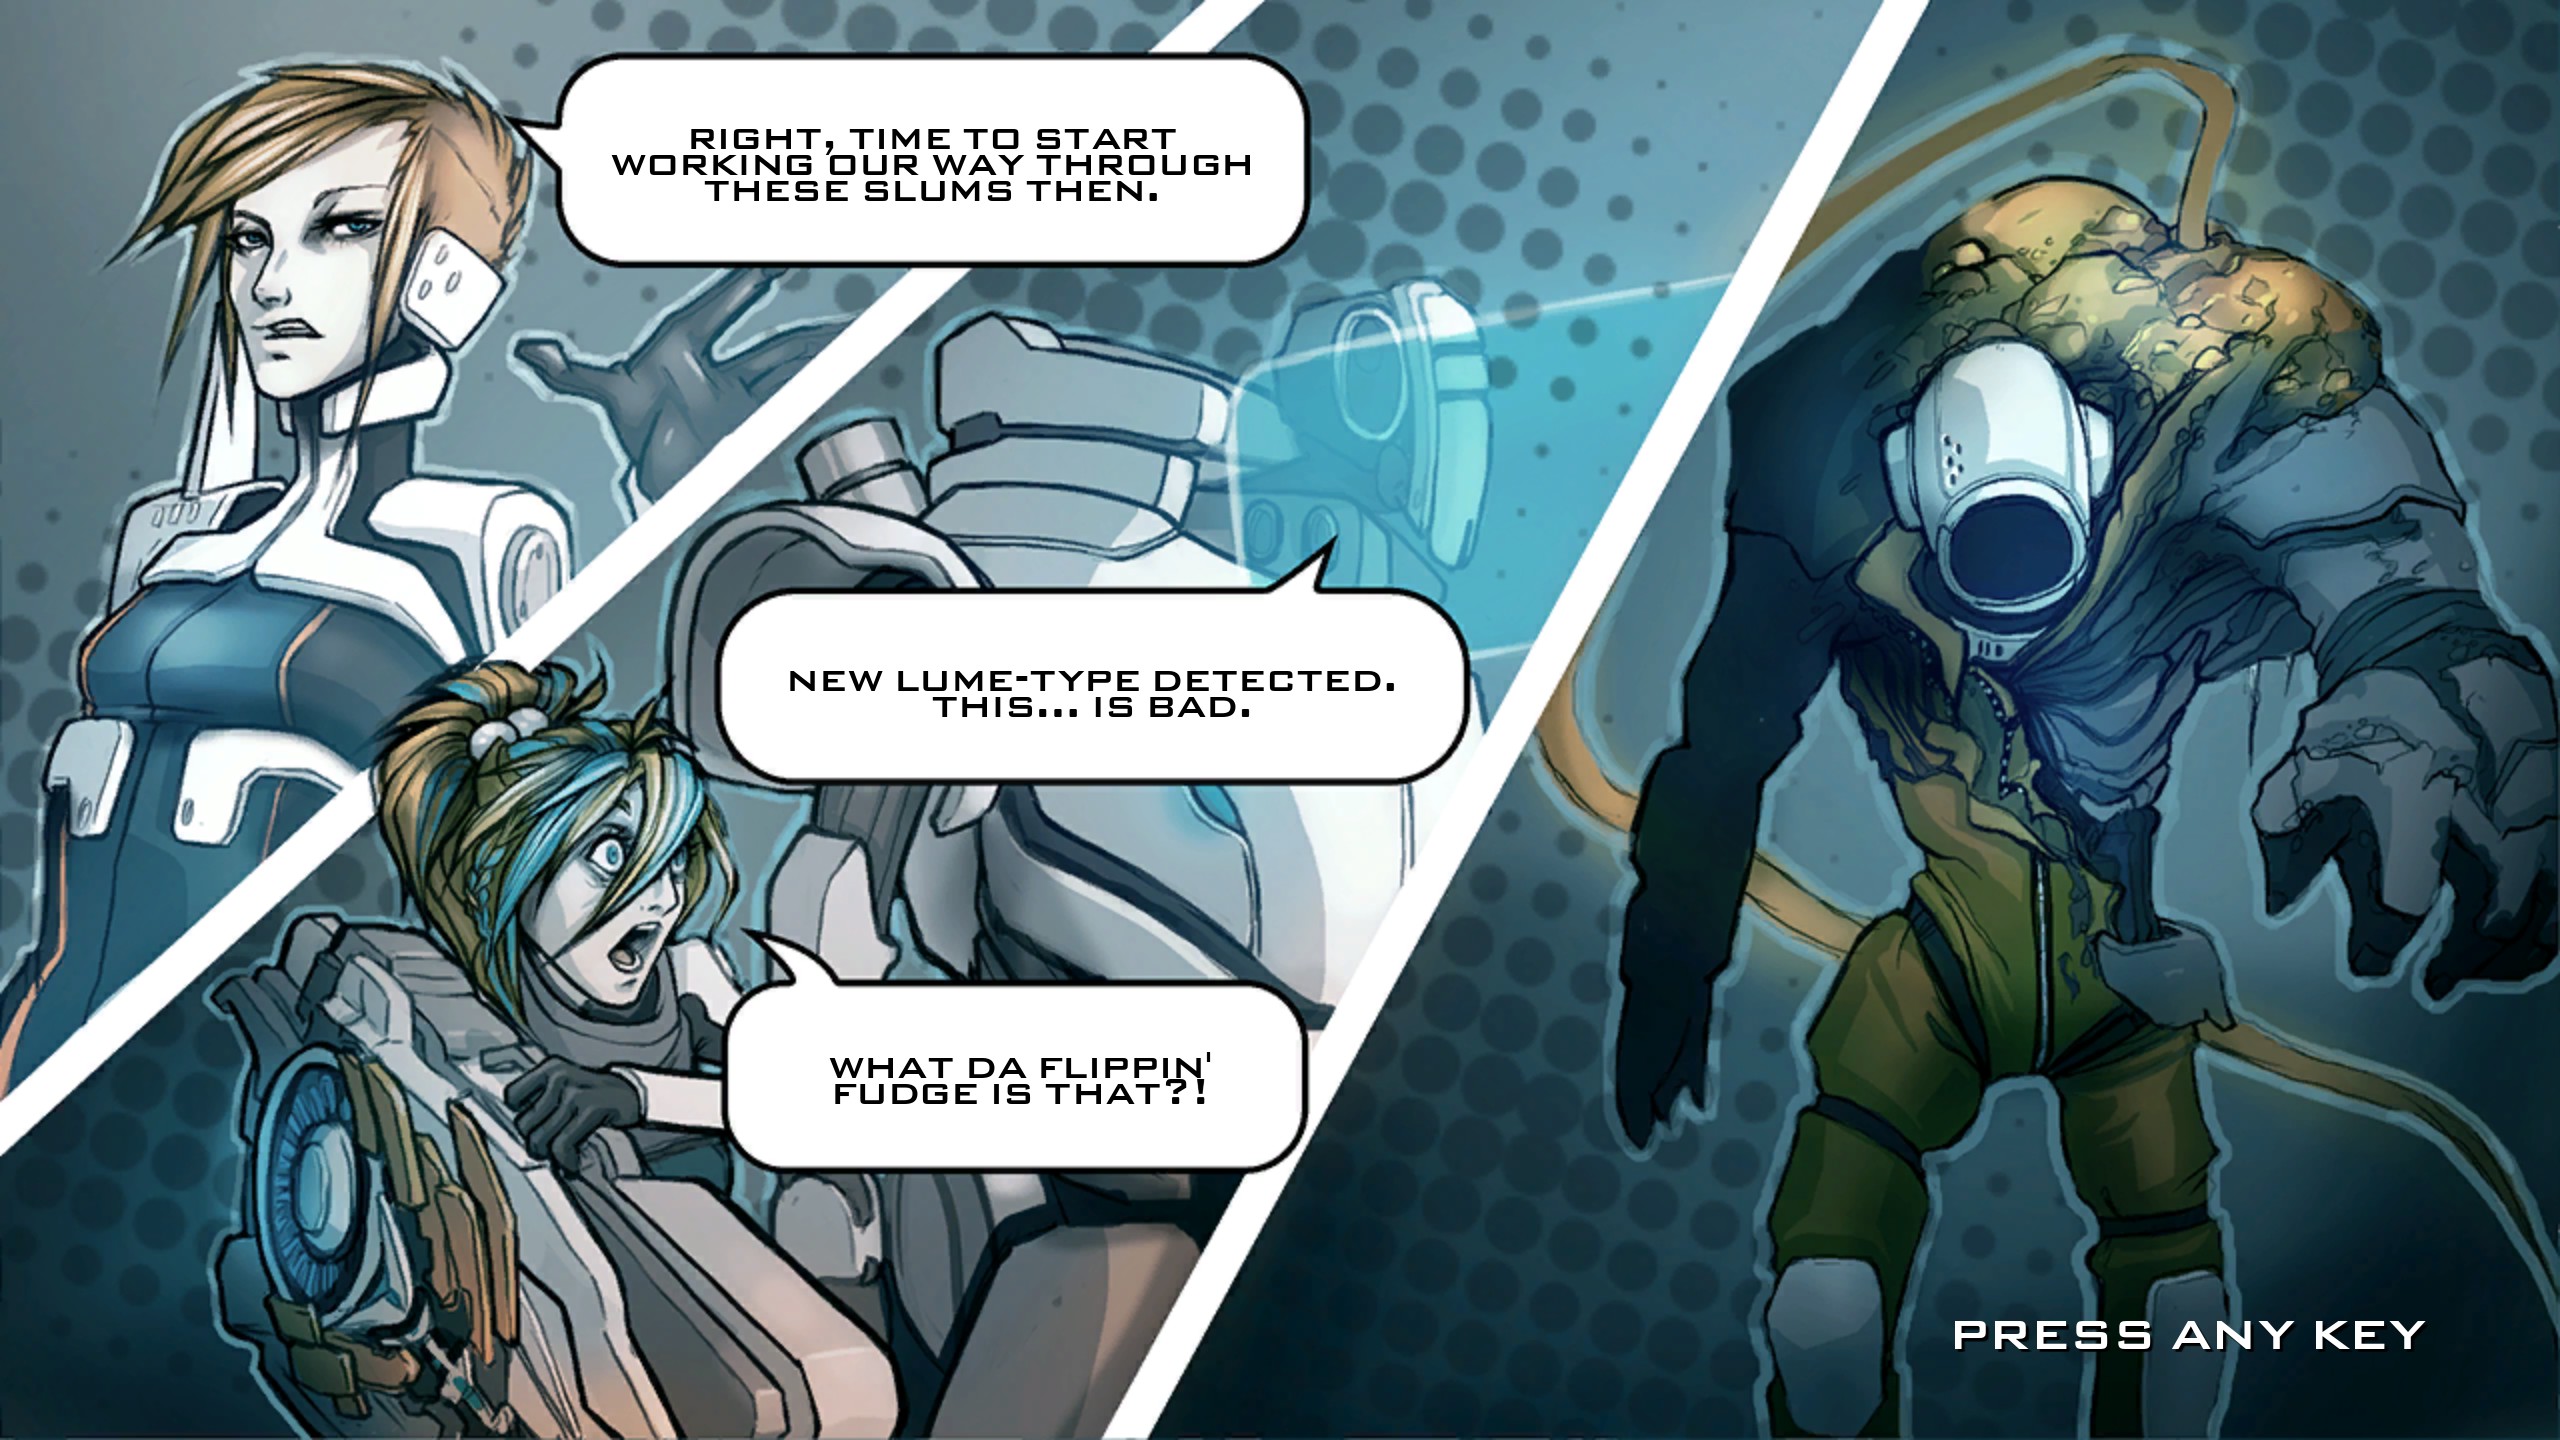 RIGHT, TIME TO START
WORKING OUR WAY THROUGH
THESE SLUMS THEN.
NEW LUME-TYPE DETECTED.
THIS... IS BAD.
WHAT DA FLIPPIN'
FUDGE IS THAT?!
PRESS ANY KEY